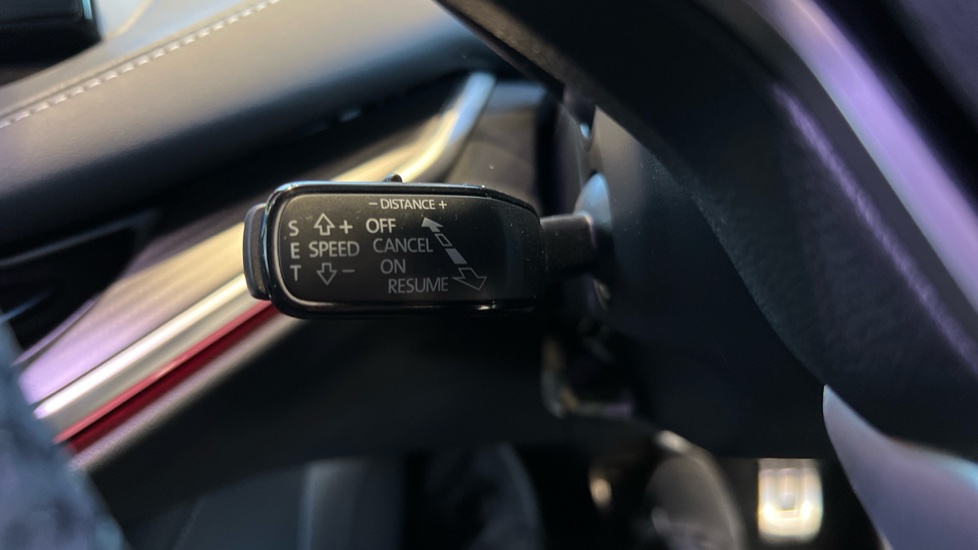 − DISTANCE +
S + OFF
E SPEED CANCEL
T − ON
RESUME